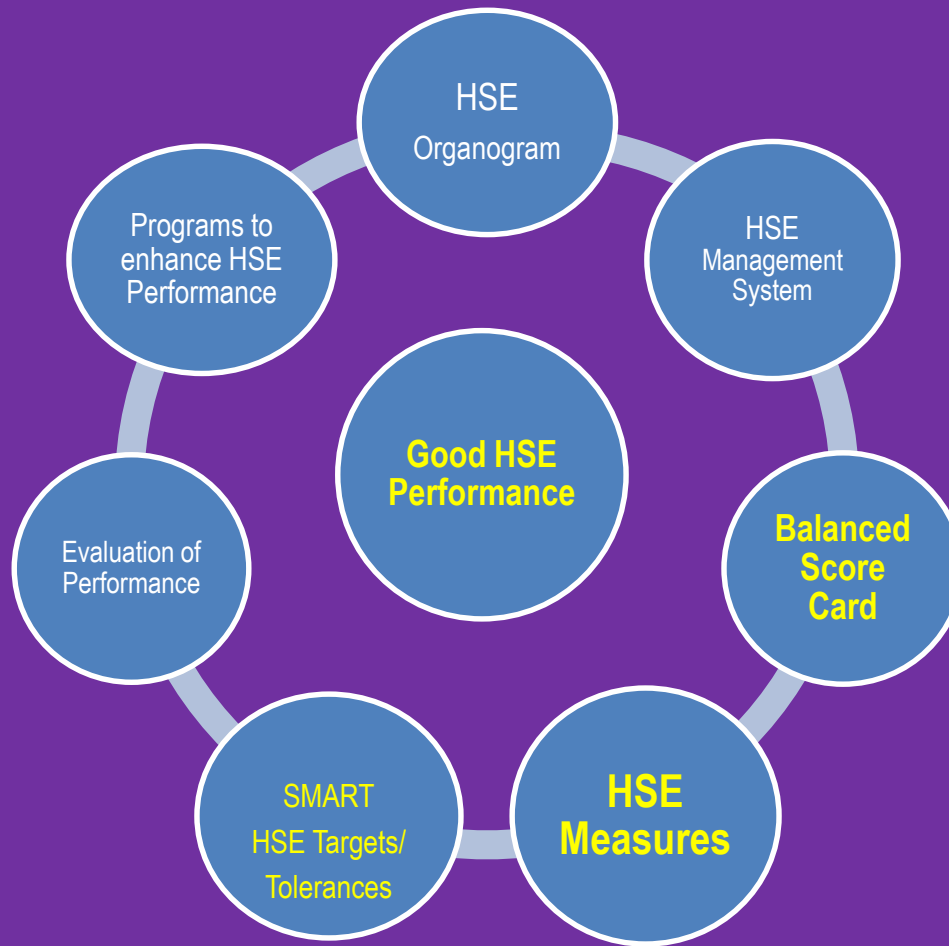 HSE
Organogram
HSE
Management
System
Balanced
Score
Card
HSE
Measures
SMART
HSE Targets/
Tolerances
Evaluation of
Performance
Programs to
enhance HSE
Performance
Good HSE
Performance